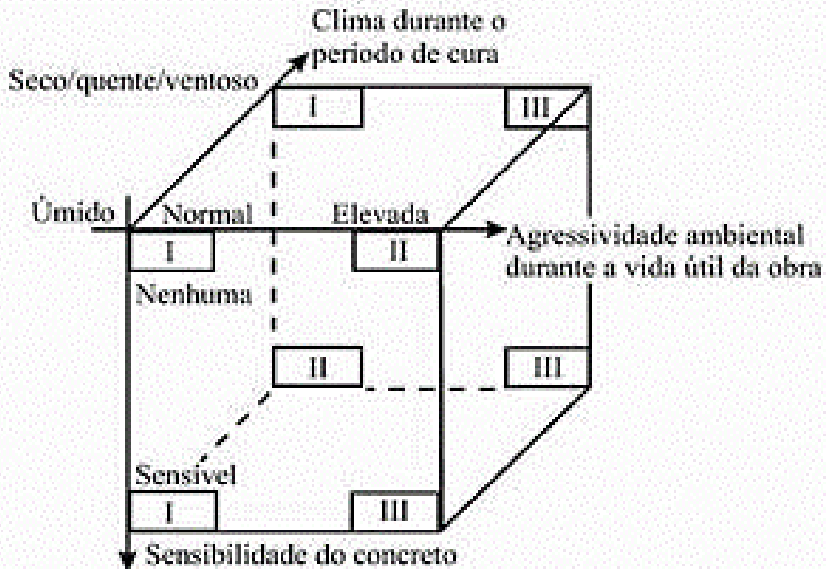 Clima durante o
período de cura
Seco/quente/ventoso
I III
Úmido Normal Elevada
Agressividade ambiental
durante a vida útil da obra
I II
Nenhuma
II III
Sensível
I III
Sensibilidade do concreto